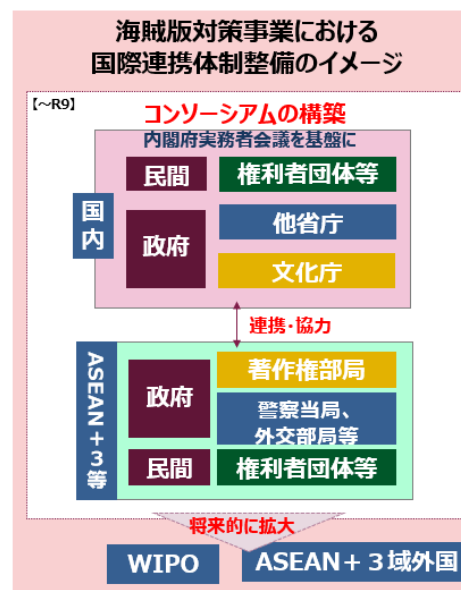 海賊版対策事業における
国際連携体制整備のイメージ
【~R9】
コンソーシアムの構築
内閣府実務者会議を基盤に
国内
民間
権利者団体等
政府
他省庁
文化庁
連携・協力
ASEAN+3等
政府
著作権部局
警察当局、
外交部局等
民間
権利者団体等
将来的に拡大
WIPO
ASEAN+3域外国